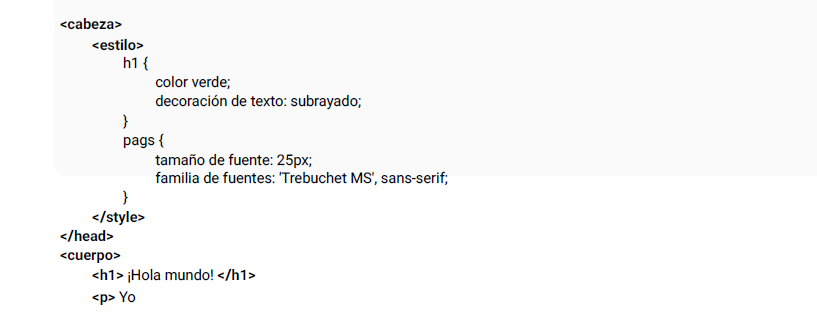 <cabeza>
<estilo>
h1 {
color verde;
decoración de texto: subrayado;
}
pags {
tamaño de fuente: 25px;
familia de fuentes: 'Trebuchet MS', sans-serif;
}
</style>
</head>
<cuerpo>
<h1> ¡Hola mundo! </h1>
<p> Yo